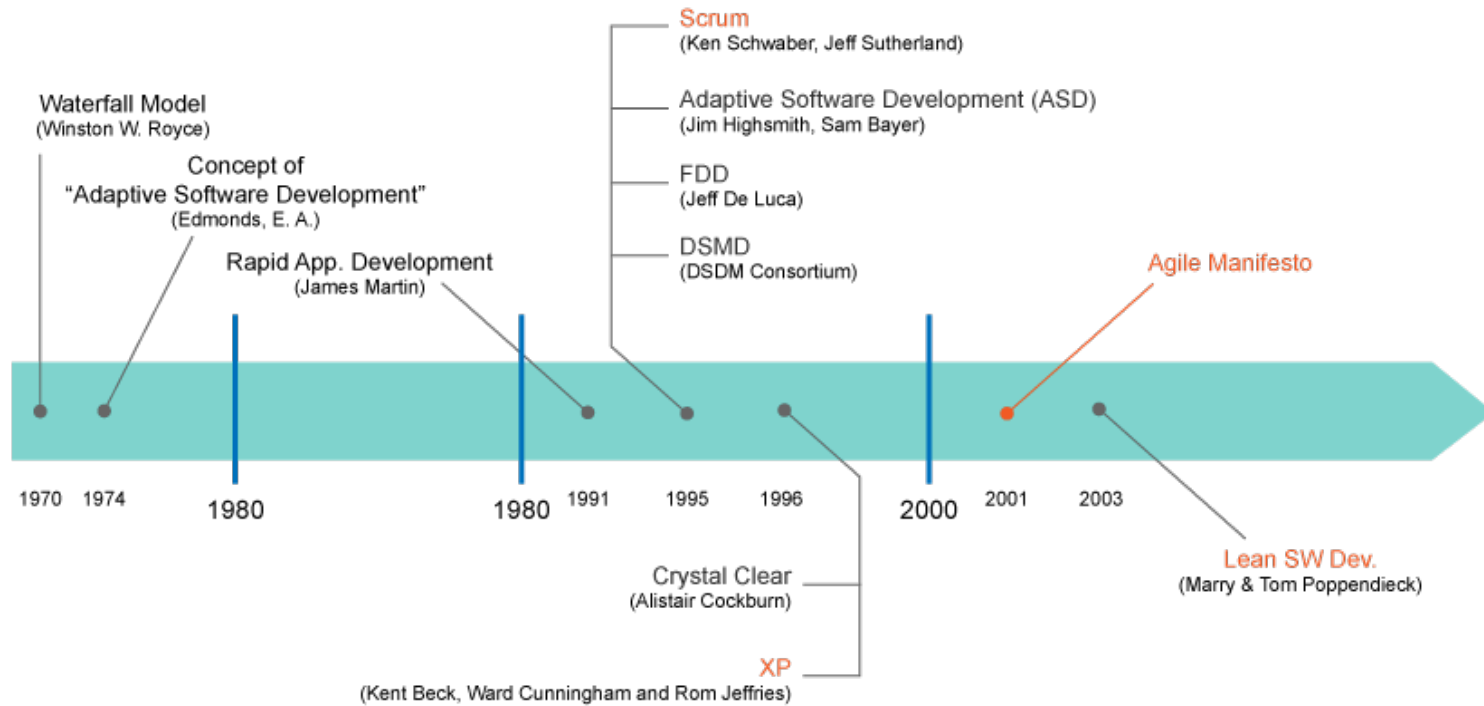 Scrum
(Ken Schwaber, Jeff Sutherland)
Waterfall Model
(Winston W. Royce)
Adaptive Software Development (ASD)
(Jim Highsmith, Sam Bayer)
Concept of
“Adaptive Software Development”
(Edmonds, E. A.)
FDD
(Jeff De Luca)
Rapid App. Development
(James Martin)
DSMD
(DSDM Consortium)
Agile Manifesto
1970
1974
1980
1980
1991
1995
1996
2000
2001
2003
Crystal Clear
(Alistair Cockburn)
Lean SW Dev.
(Marry & Tom Poppendieck)
XP
(Kent Beck, Ward Cunningham and Rom Jeffries)